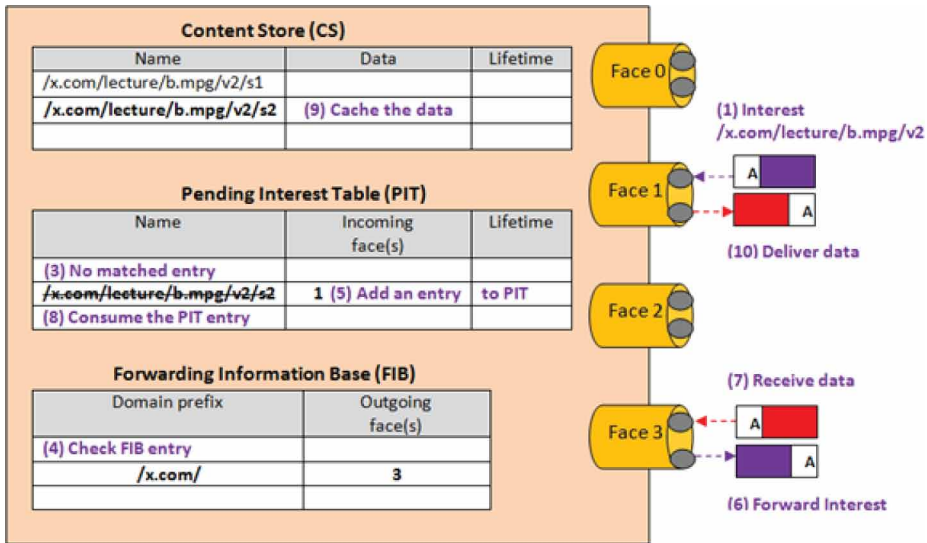 Content Store (CS)
Name Data Lifetime
/x.com/lecture/b.mpg/v2/s1
/x.com/lecture/b.mpg/v2/s2 (9) Cache the data
Pending Interest Table (PIT)
Name Incoming face(s) Lifetime
(3) No matched entry
/x.com/lecture/b.mpg/v2/s2 1 (5) Add an entry to PIT
(8) Consume the PIT entry
Forwarding Information Base (FIB)
Domain prefix Outgoing face(s)
(4) Check FIB entry
/x.com/ 3
Face 0
(1) Interest
/x.com/lecture/b.mpg/v2
Face 1
A
A
(10) Deliver data
Face 2
(7) Receive data
Face 3
A
A
(6) Forward Interest